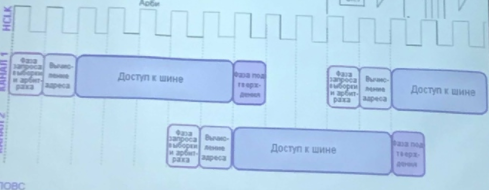 Арби
HCLK
КАНАЛ 1
Фаза
запроса
выборки
и арбит-
ража
Вычис-
ление
адреса
Доступ к шине
Фаза под
тверж-
дения
Фаза
запроса
выборки
и арбит-
ража
Вычис-
ление
адреса
Доступ к шине
Фаза
запроса
выборки
и арбит-
ража
Вычис-
ление
адреса
Доступ к шине
Фаза под
тверж-
дения